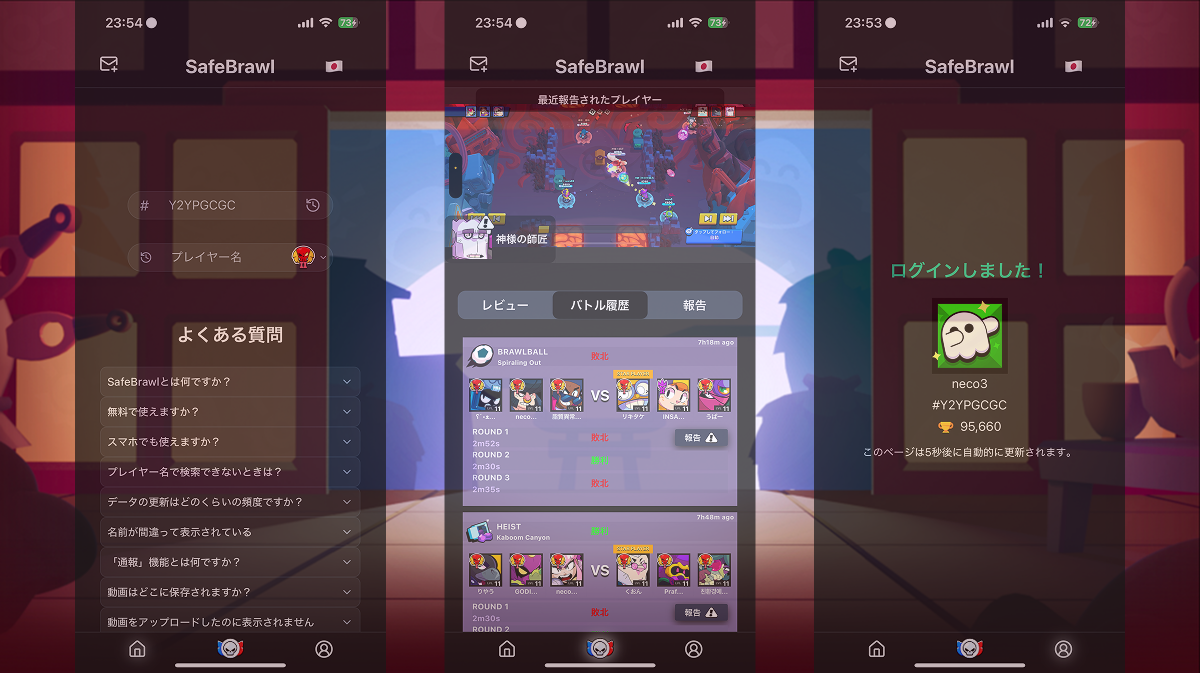 23:54
73
SafeBrawl
# Y2YPGCGC
プレイヤー名
よくある質問
SafeBrawlとは何ですか？
無料で使えますか？
スマホでも使えますか？
プレイヤー名で検索できないときは？
データの更新はどのくらいの頻度ですか？
名前が間違って表示されている
「通報」機能とは何ですか？
動画はどこに保存されますか？
動画をアップロードしたのに表示されません
23:54
73
SafeBrawl
最近報告されたプレイヤー
神様の師匠
レビュー
バトル履歴
報告
7h18m ago
BRAWLBALL
Spiraling Out
敗北
VS
11
11
11
11
11
11
neco...
リキタケ
INSA...
うぱー
ROUND 1
敗北
2m52s
報告
ROUND 2
勝利
2m30s
ROUND 3
敗北
2m35s
7h48m ago
HEIST
Kaboom Canyon
勝利
VS
11
11
11
11
11
11
りやう
GODI...
neco...
くおん
Praf...
ROUND 1
敗北
2m30s
報告
ROUND 2
23:53
72
SafeBrawl
ログインしました！
neco3
#Y2YPGCGC
95,660
このページは5秒後に自動的に更新されます。